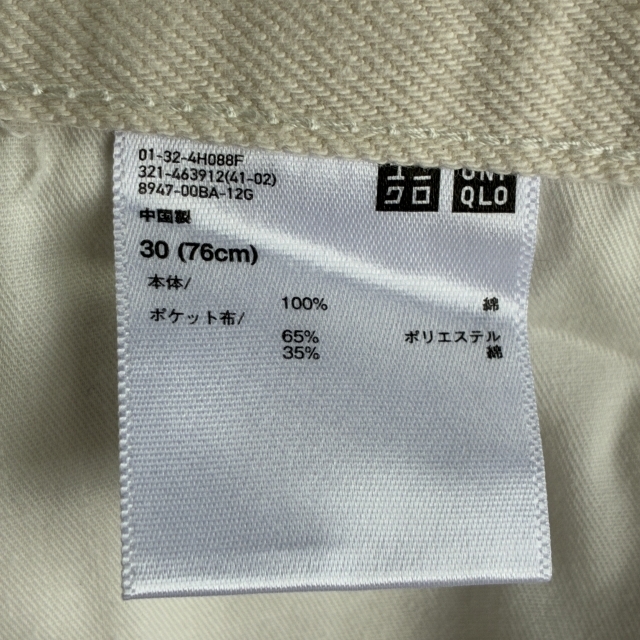 01-32-4H088F
321-463912(41-02)
8947-00BA-12G
ユニ
クロ
UNI
QLO
中国製
30 (76cm)
本体/
100% 綿
ポケット布/
65% ポリエステル
35% 綿